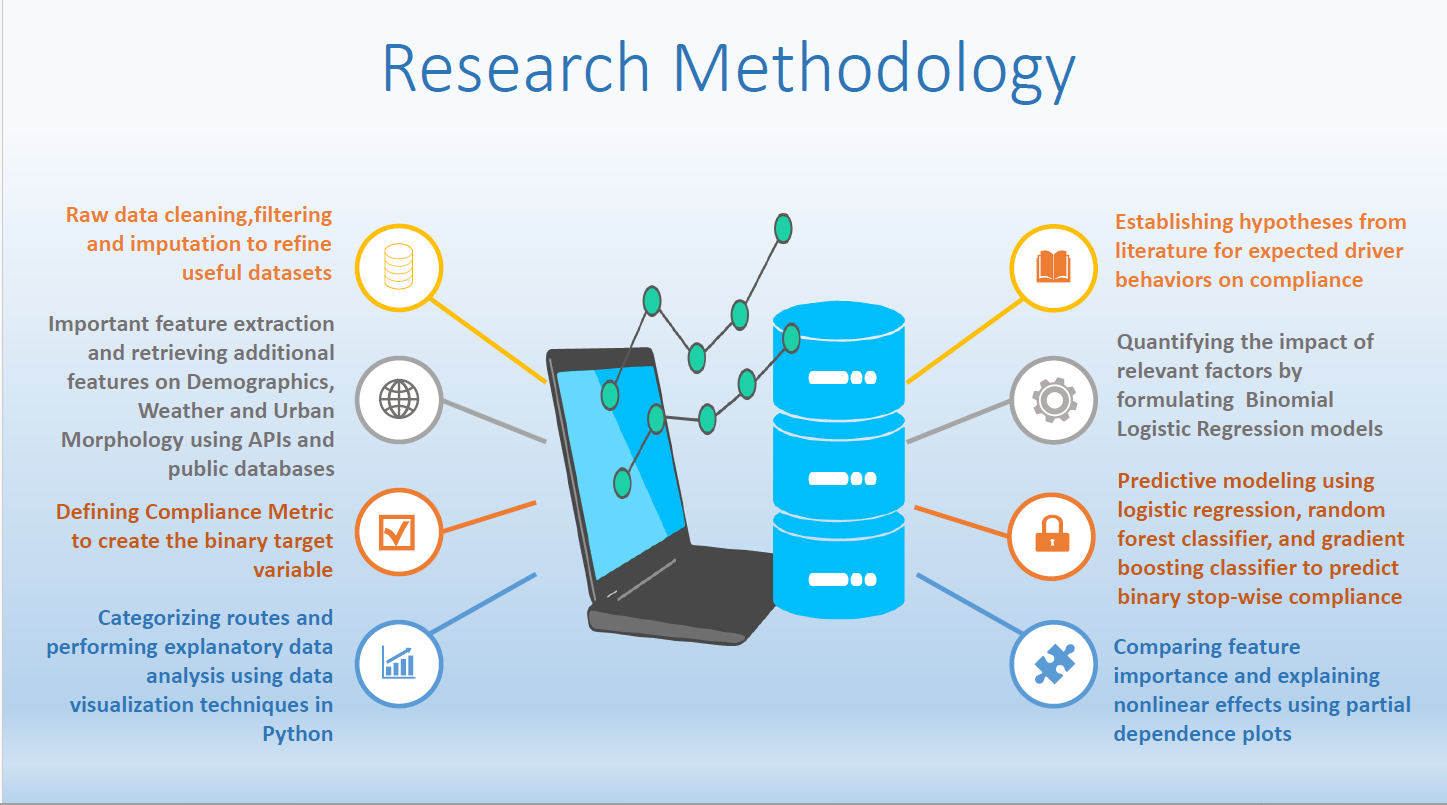 Research Methodology
Raw data cleaning,filtering
and imputation to refine
useful datasets
Important feature extraction
and retrieving additional
features on Demographics,
Weather and Urban
Morphology using APIs and
public databases
Defining Compliance Metric
to create the binary target
variable
Categorizing routes and
performing explanatory data
analysis using data
visualization techniques in
Python
Establishing hypotheses from
literature for expected driver
behaviors on compliance
Quantifying the impact of
relevant factors by
formulating  Binomial
Logistic Regression models
Predictive modeling using
logistic regression, random
forest classifier, and gradient
boosting classifier to predict
binary stop-wise compliance
Comparing feature
importance and explaining
nonlinear effects using partial
dependence plots